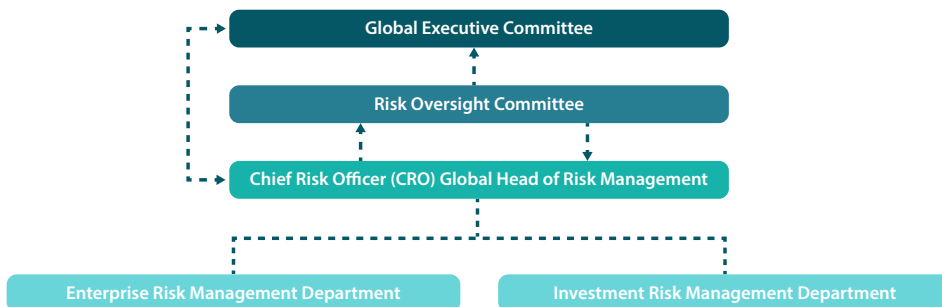 Global Executive Committee
Risk Oversight Committee
Chief Risk Officer (CRO) Global Head of Risk Management
Enterprise Risk Management Department
Investment Risk Management Department